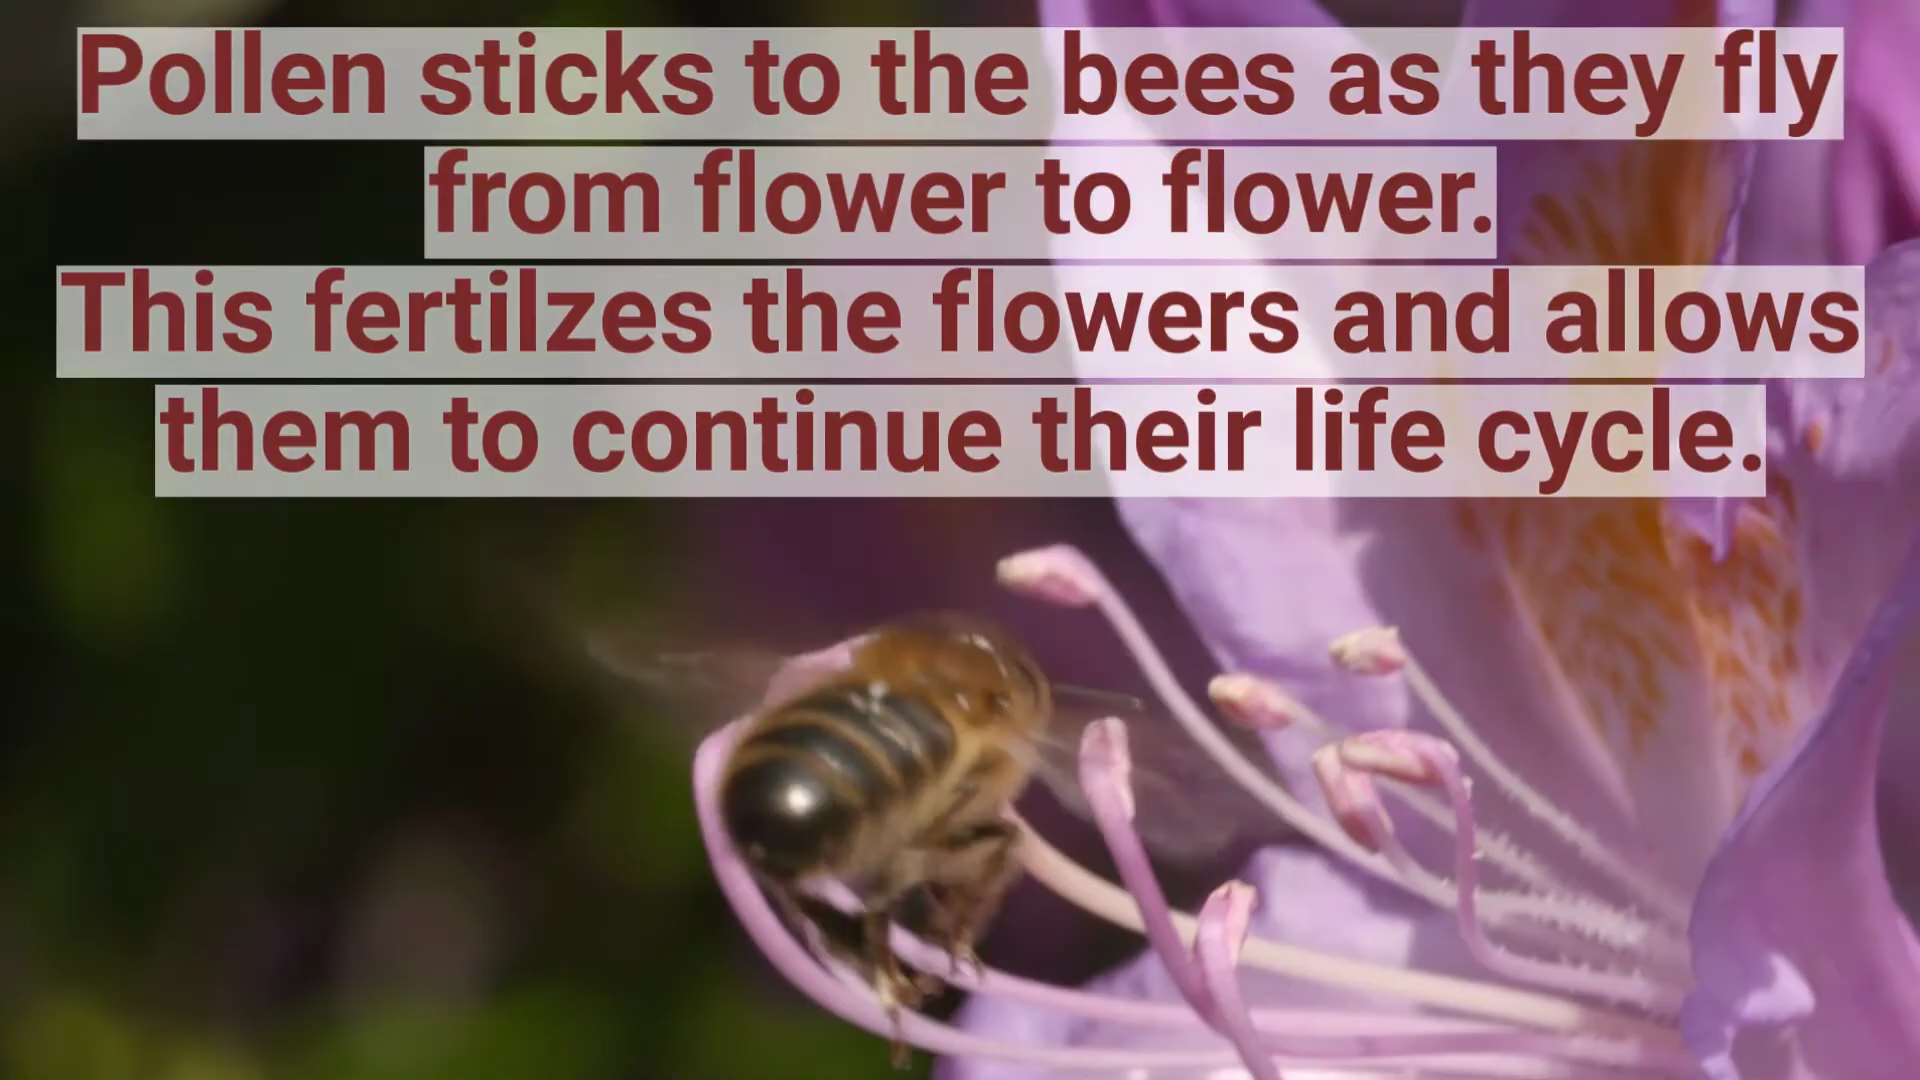 Pollen sticks to the bees as they fly
from flower to flower.
This fertilzes the flowers and allows
them to continue their life cycle.